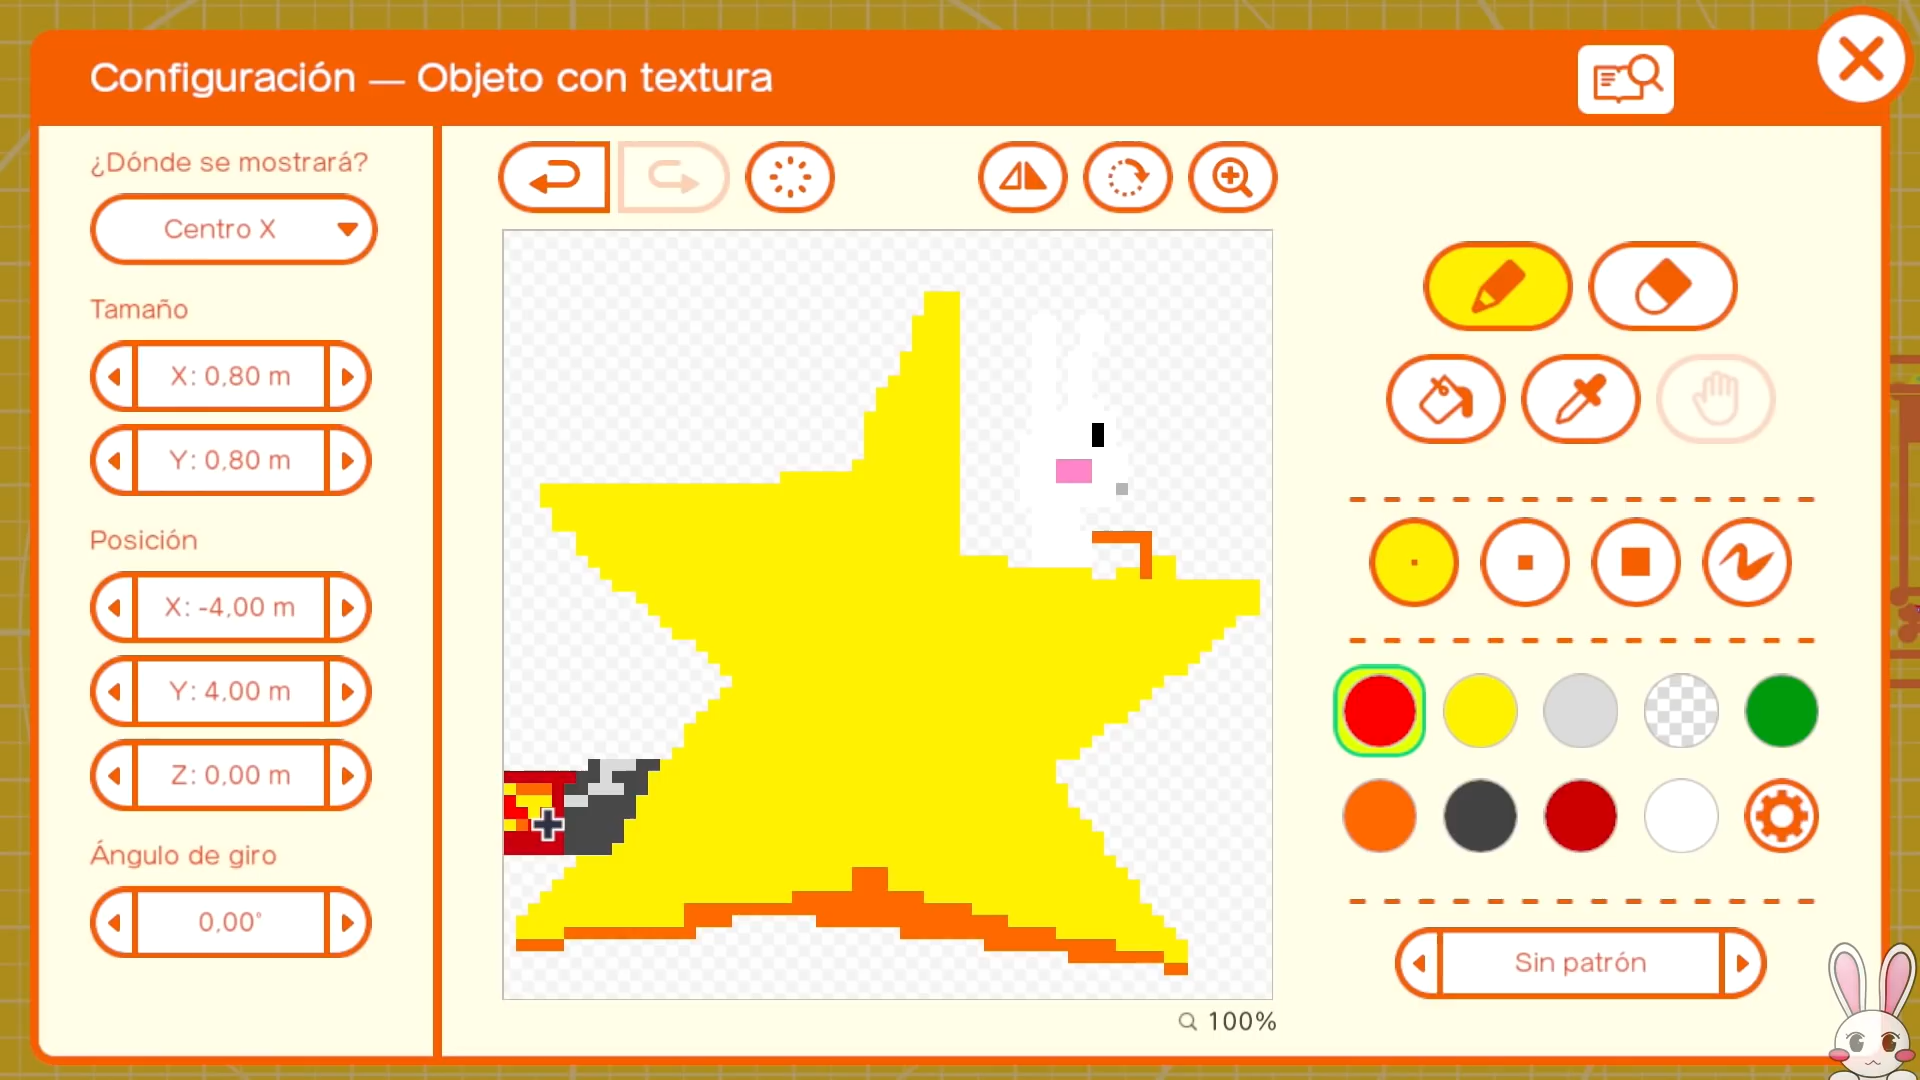 Configuración — Objeto con textura
¿Dónde se mostrará?
Centro X
Tamaño
X: 0,80 m
Y: 0,80 m
Posición
X: -4,00 m
Y: 4,00 m
Z: 0,00 m
Ángulo de giro
0,00°
100%
Sin patrón